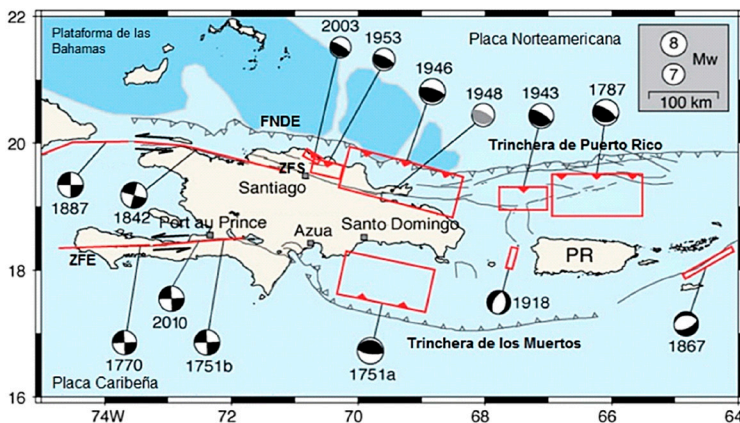 22
20
18
16
74W
72
70
68
66
64
Plataforma de las
Bahamas
2003
1953
Placa Norteamericana
8
7
Mw
100 km
1946
1948
1943
1787
FNDE
Trinchera de Puerto Rico
ZFS
Santiago
1887
1842
Port au Prince
Azua
Santo Domingo
PR
ZFE
1918
2010
Trinchera de los Muertos
1770
1751b
1751a
1867
Placa Caribeña